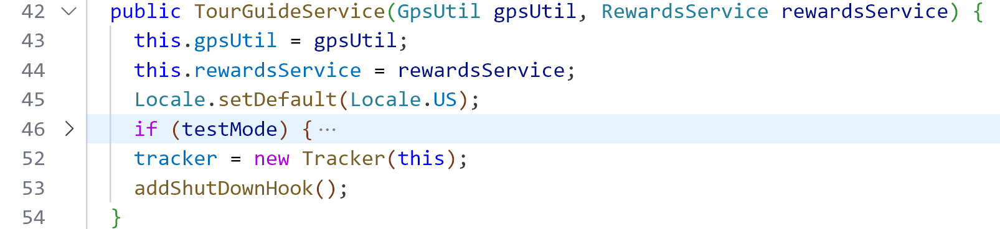 42 public TourGuideService(GpsUtil gpsUtil, RewardsService rewardsService) {
43 this.gpsUtil = gpsUtil;
44 this.rewardsService = rewardsService;
45 Locale.setDefault(Locale.US);
46 if (testMode) { ···
52 tracker = new Tracker(this);
53 addShutDownHook();
54 }